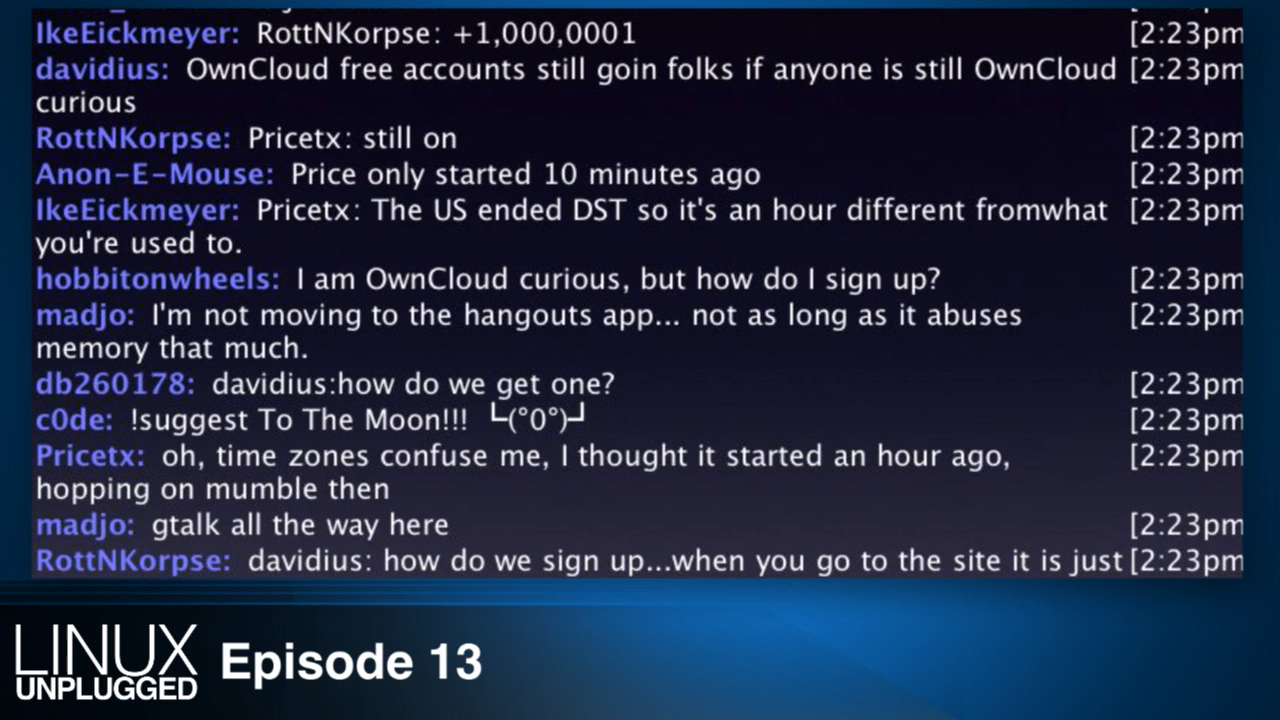 IkeEickmeyer: RottNKorpse: +1,000,0001 [2:23pm
davidius: OwnCloud free accounts still goin folks if anyone is still OwnCloud [2:23pm
curious
RottNKorpse: Pricetx: still on [2:23pm
Anon-E-Mouse: Price only started 10 minutes ago [2:23pm
IkeEickmeyer: Pricetx: The US ended DST so it's an hour different fromwhat [2:23pm
you're used to.
hobbitonwheels: I am OwnCloud curious, but how do I sign up? [2:23pm
madjo: I'm not moving to the hangouts app... not as long as it abuses [2:23pm
memory that much.
db260178: davidius:how do we get one? [2:23pm
c0de: !suggest To The Moon!!! ┗(°0°)┛ [2:23pm
Pricetx: oh, time zones confuse me, I thought it started an hour ago, [2:23pm
hopping on mumble then
madjo: gtalk all the way here [2:23pm
RottNKorpse: davidius: how do we sign up...when you go to the site it is just [2:23pm
LINUX
UNPLUGGED
Episode 13